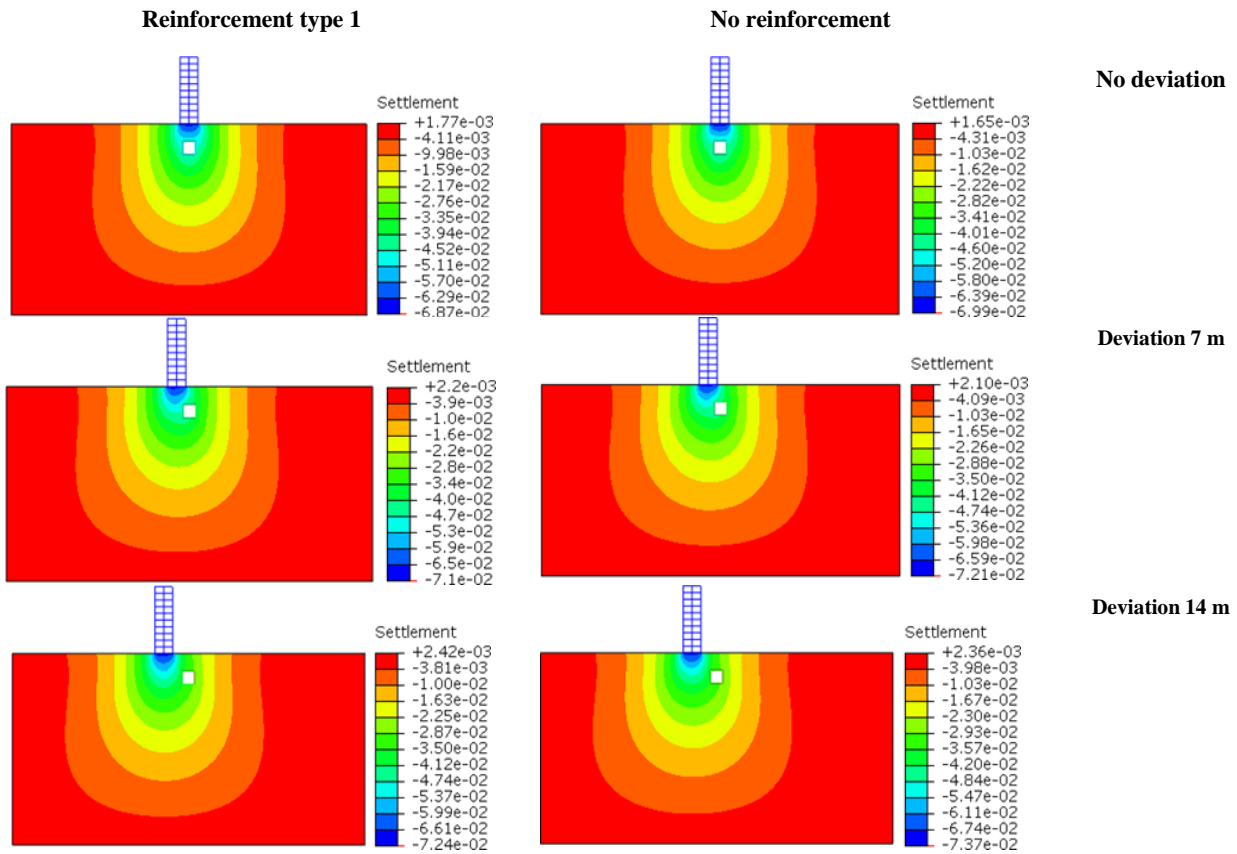 Reinforcement type 1
No reinforcement
No deviation
Settlement
+1.77e-03
-4.11e-03
-9.98e-03
-1.59e-02
-2.17e-02
-2.76e-02
-3.35e-02
-3.94e-02
-4.52e-02
-5.11e-02
-5.70e-02
-6.29e-02
-6.87e-02
Settlement
+1.65e-03
-4.31e-03
-1.03e-02
-1.62e-02
-2.22e-02
-2.82e-02
-3.41e-02
-4.01e-02
-4.60e-02
-5.20e-02
-5.80e-02
-6.39e-02
-6.99e-02
Deviation 7 m
Settlement
+2.2e-03
-3.9e-03
-1.0e-02
-1.6e-02
-2.2e-02
-2.8e-02
-3.4e-02
-4.0e-02
-4.7e-02
-5.3e-02
-5.9e-02
-6.5e-02
-7.1e-02
Settlement
+2.10e-03
-4.09e-03
-1.03e-02
-1.65e-02
-2.26e-02
-2.88e-02
-3.50e-02
-4.12e-02
-4.74e-02
-5.36e-02
-5.98e-02
-6.59e-02
-7.21e-02
Deviation 14 m
Settlement
+2.42e-03
-3.81e-03
-1.00e-02
-1.63e-02
-2.25e-02
-2.87e-02
-3.50e-02
-4.12e-02
-4.74e-02
-5.37e-02
-5.99e-02
-6.61e-02
-7.24e-02
Settlement
+2.36e-03
-3.98e-03
-1.03e-02
-1.67e-02
-2.30e-02
-2.93e-02
-3.57e-02
-4.20e-02
-4.84e-02
-5.47e-02
-6.11e-02
-6.74e-02
-7.37e-02